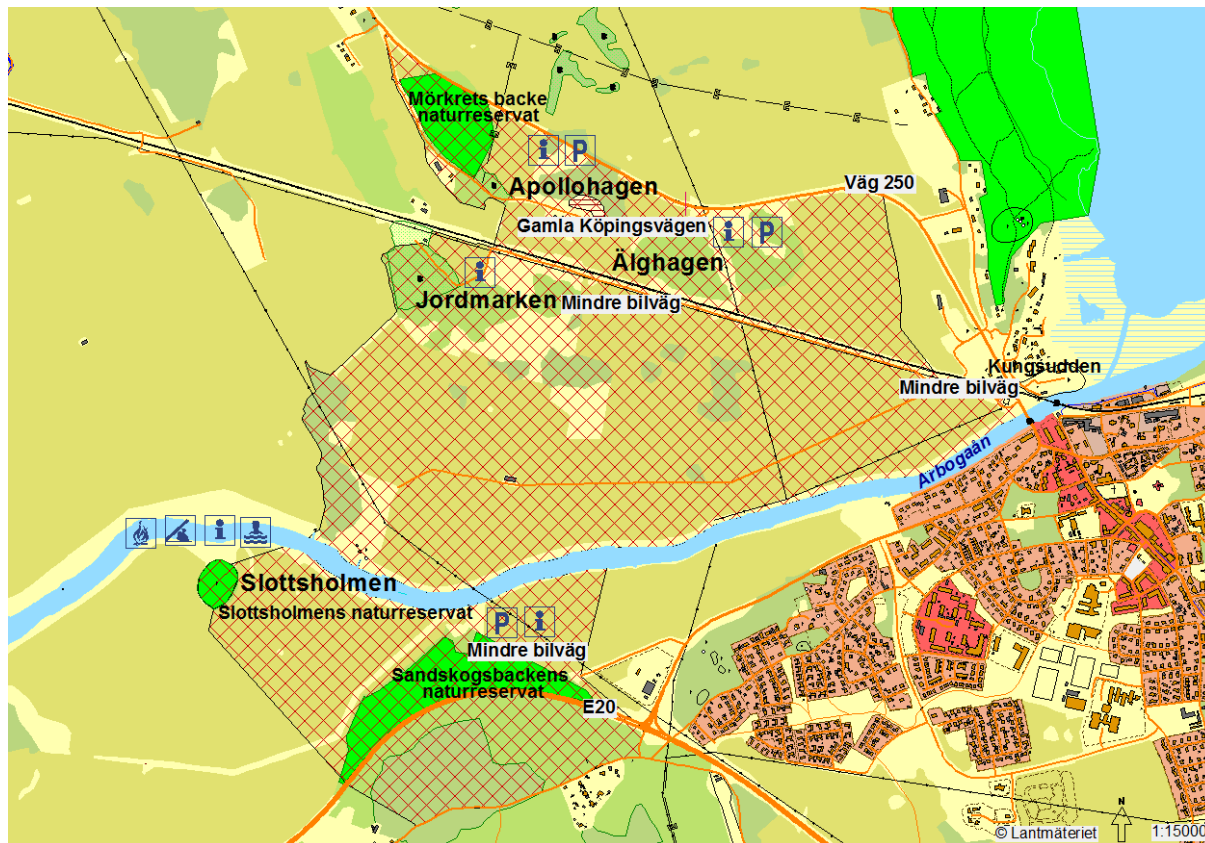 Mörkrets backe
naturreservat
i P
Apollohagen
Väg 250
Gamla Köpingsvägen
i P
Älghagen
i
Jordmarken
Mindre bilväg
Kungsudden
Mindre bilväg
Arbogaån
i
Slottsholmen
Slottsholmens naturreservat
P i
Mindre bilväg
Sandskogsbackens
naturreservat
E20
N
© Lantmäteriet
1:15000